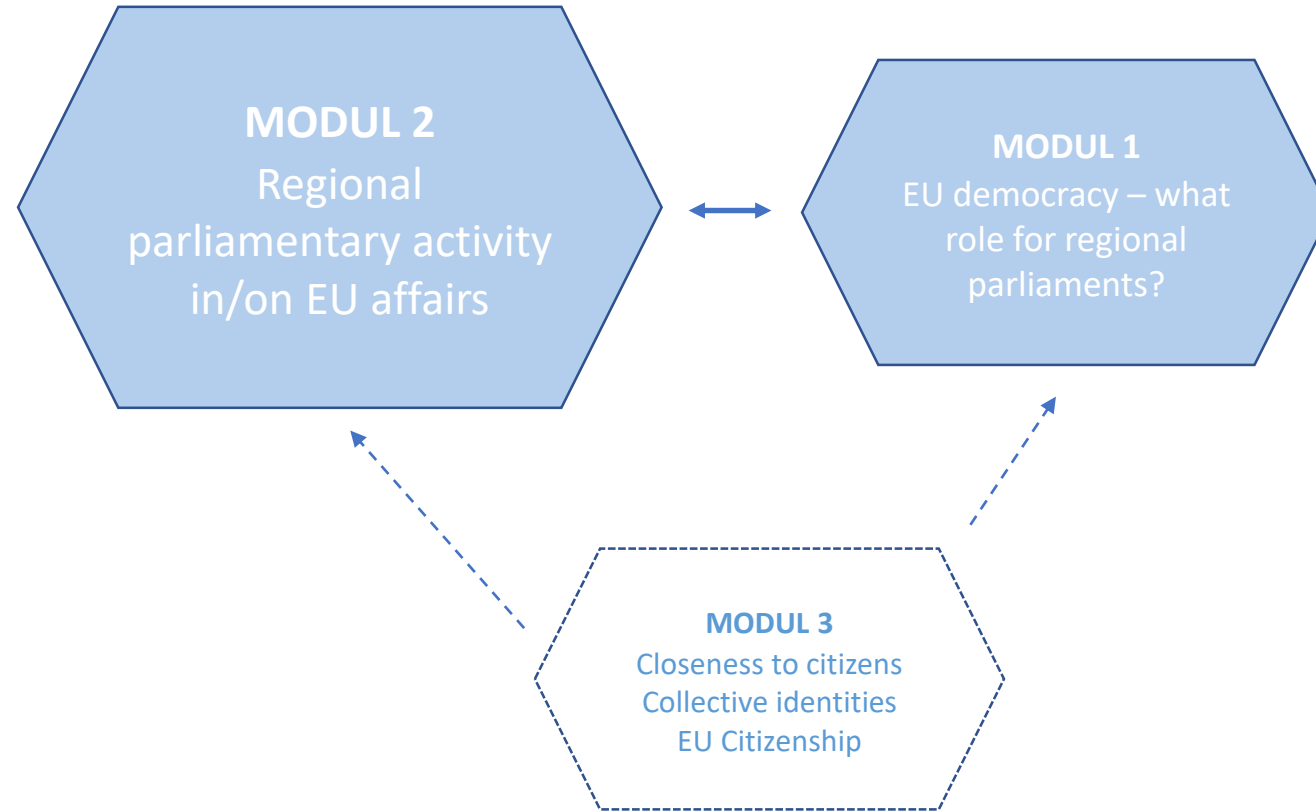 MODUL 2
Regional
parliamentary activity
in/on EU affairs
MODUL 1
EU democracy – what
role for regional
parliaments?
MODUL 3
Closeness to citizens
Collective identities
EU Citizenship